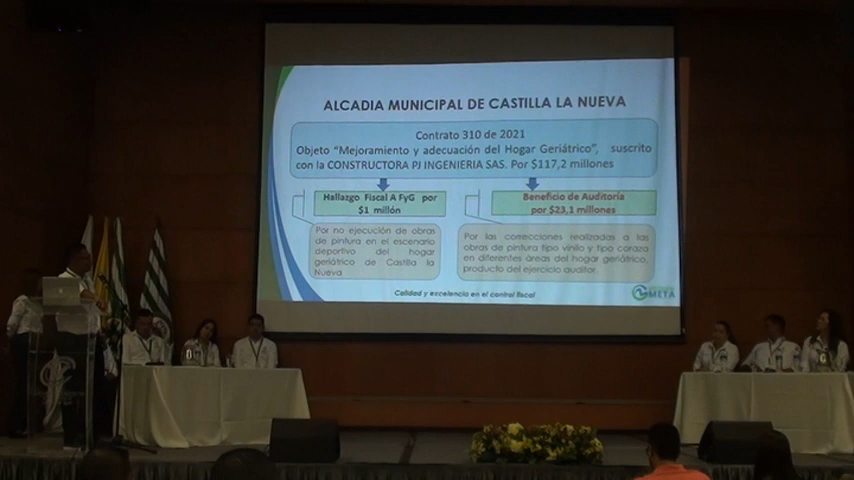 ALCADIA MUNICIPAL DE CASTILLA LA NUEVA
Contrato 310 de 2021
Objeto “Mejoramiento y adecuación del Hogar Geriátrico”, suscrito
con la CONSTRUCTORA PJ INGENIERIA SAS. Por $117,2 millones
Hallazgo Fiscal A FyG por
$1 millón
Por no ejecución de obras
de pintura en el escenario
deportivo del hogar
geriátrico de Castilla la
Nueva
Beneficio de Auditoría
por $23,1 millones
Por las correcciones realizadas a las
obras de pintura tipo vinilo y tipo coraza
en diferentes áreas del hogar geriátrico,
producto del ejercicio auditor.
Calidad y excelencia en el control fiscal
META